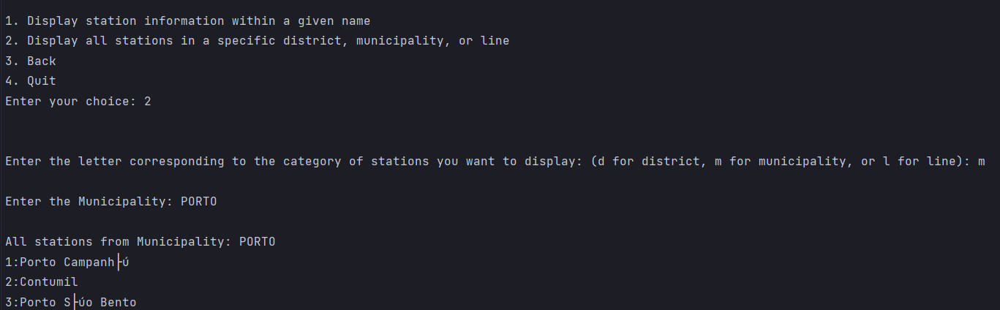 1. Display station information within a given name
2. Display all stations in a specific district, municipality, or line
3. Back
4. Quit
Enter your choice: 2
Enter the letter corresponding to the category of stations you want to display: (d for district, m for municipality, or l for line): m
Enter the Municipality: PORTO
All stations from Municipality: PORTO
1:Porto Campanh├ú
2:Contumil
3:Porto S├úo Bento